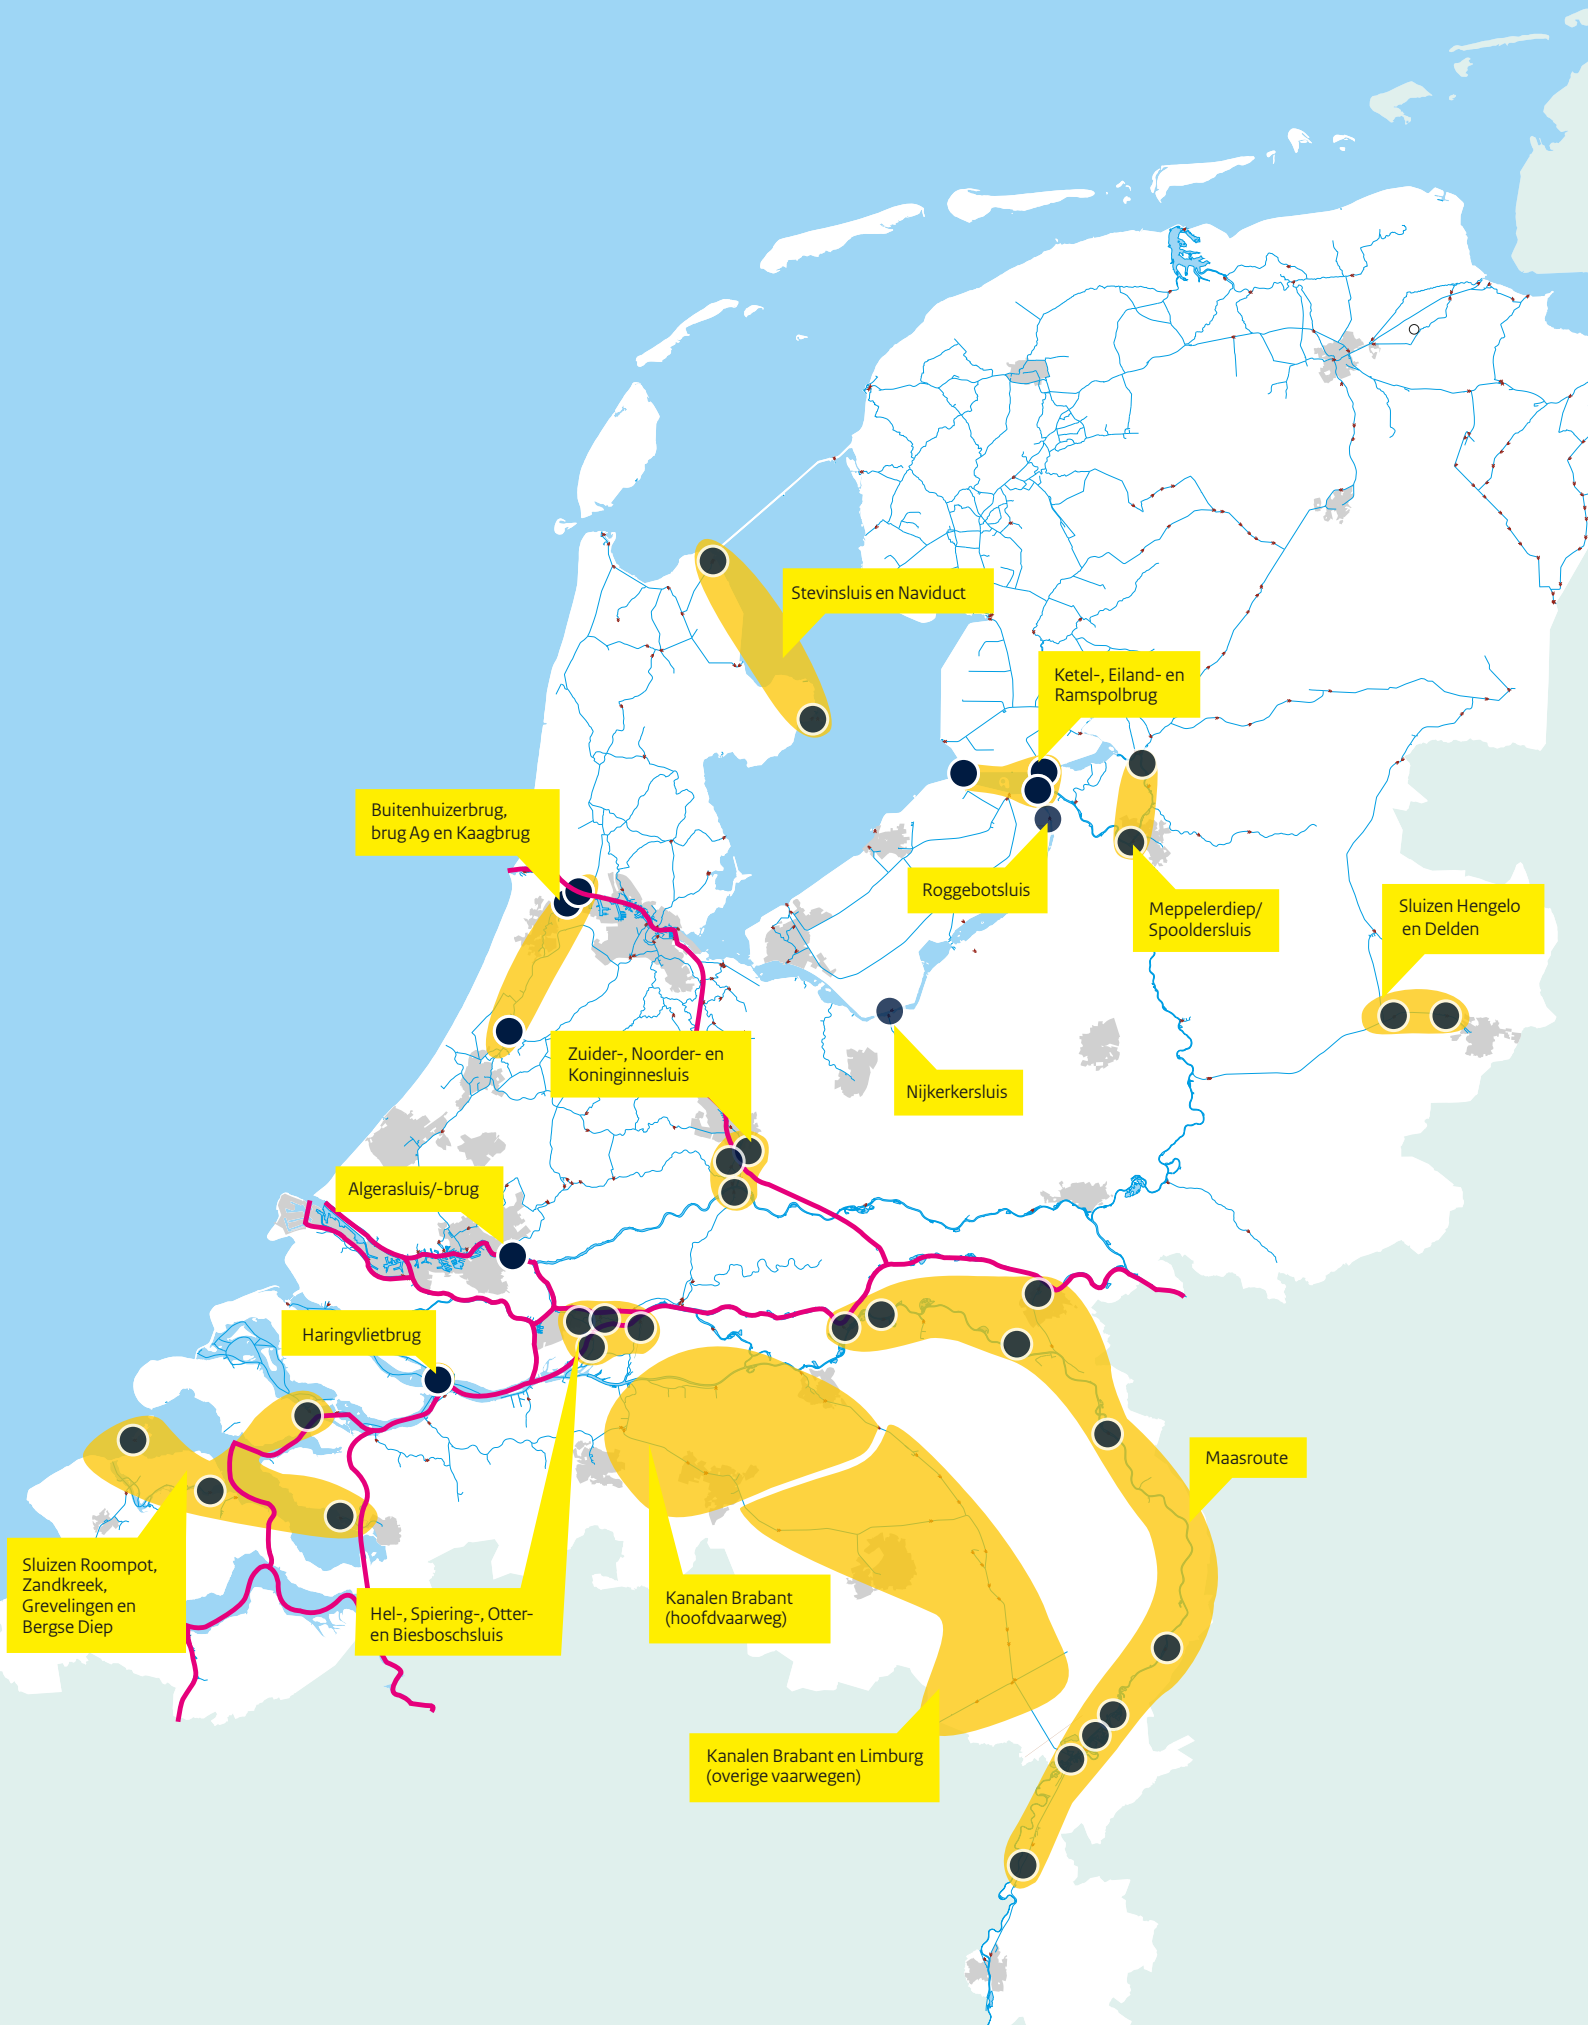 Stevinsluis en Naviduct
Ketel-, Eiland- en
Ramspolbrug
Buitenhuizerbrug,
brug A9 en Kaagbrug
Roggebotsluis
Meppelerdiep/
Spooldersluis
Sluizen Hengelo
en Delden
Zuider-, Noorder- en
Koninginnesluis
Nijkerkersluis
Algerasluis/-brug
Haringvlietbrug
Maasroute
Sluizen Roompot,
Zandkreek,
Grevelingen en
Bergse Diep
Hel-, Spiering-, Otter-
en Biesboschsluis
Kanalen Brabant
(hoofdvaarweg)
Kanalen Brabant en Limburg
(overige vaarwegen)